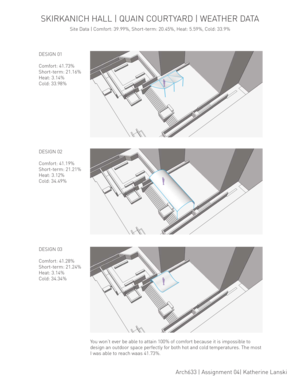 SKIRKANICH HALL | QUAIN COURTYARD | WEATHER DATA
Site Data | Comfort: 39.99%, Short-term: 20.65%, Heat: 5.59%, Cold: 33.9%
DESIGN 01
Comfort: 41.73%
Short-term: 21.16%
Heat: 3.14%
Cold: 33.98%
DESIGN 02
Comfort: 41.19%
Short-term: 21.21%
Heat: 3.12%
Cold: 34.49%
DESIGN 03
Comfort: 41.28%
Short-term: 21.24%
Heat: 3.14%
Cold: 34.34%
You won't ever be able to attain 100% of comfort because it is impossible to
design an outdoor space perfectly for both hot and cold temperatures. The most
I was able to reach waas 41.73%
Arch633 | Assignment 04| Katherine Lanski